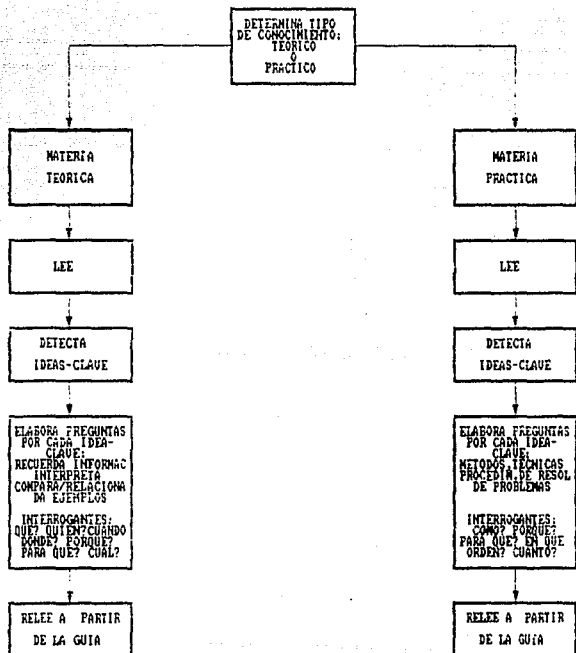 DETERMINA TIPO
DE CONOCIMIENTO:
TEORICO
O
PRACTICO
MATERIA
TEORICA
LEE
DETECTA
IDEAS-CLAVE
ELABORA PREGUNTAS
POR CADA IDEA-
CLAVE:
RECUERDA INFORMAC
INTERPRETA
COMPARA/RELACIONA
DA EJEMPLOS
INTERROGANTES:
QUE? QUIEN?CUANDO
DONDE? PORQUE?
PARA QUE? CUAL?
RELEE A PARTIR
DE LA GUIA
MATERIA
PRACTICA
LEE
DETECTA
IDEAS-CLAVE
ELABORA PREGUNTAS
POR CADA IDEA-
CLAVE:
METODOS,TECNICAS
PROCEDIM.DE RESOL
DE PROBLEMAS
INTERROGANTES:
COMO? PORQUE?
PARA QUE? EN QUE
ORDEN? CUANTO?
RELEE A PARTIR
DE LA GUIA